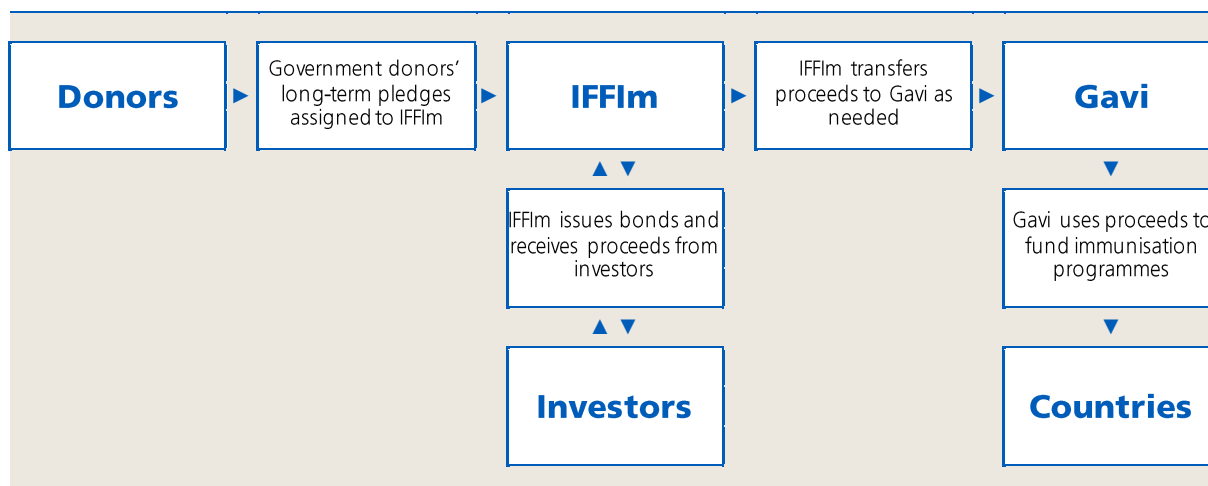 Donors
Government donors’
long-term pledges
assigned to IFFIm
IFFIm
IFFIm transfers
proceeds to Gavi as
needed
Gavi
IFFIm issues bonds and
receives proceeds from
investors
Gavi uses proceeds to
fund immunisation
programmes
Investors
Countries